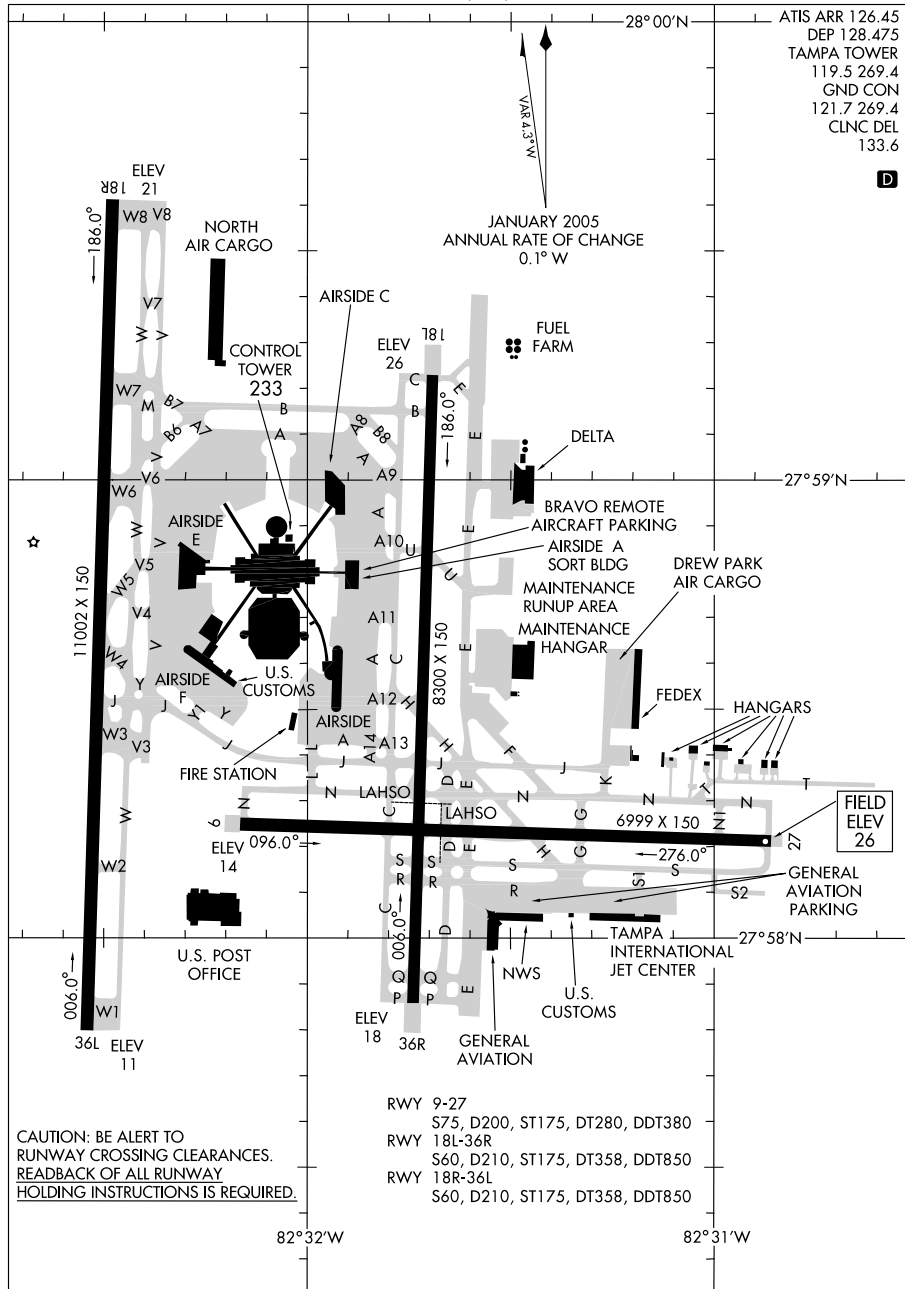 28°00'N
ATIS ARR 126.45
DEP 128.475
TAMPA TOWER
119.5 269.4
GND CON
121.7 269.4
CLNC DEL
133.6
D
VAR 4.3° W
JANUARY 2005
ANNUAL RATE OF CHANGE
0.1° W
18R
ELEV
21
W8 V8
186.0°
NORTH
AIR CARGO
V7
W
V
AIRSIDE C
18L
ELEV
26
FUEL
FARM
CONTROL
TOWER
233
C
E
W7
M
B7
B
B
B6
A7
A
A8
B8
186.0°
E
V
A
DELTA
V6
A9
27°59'N
W6
A
E
BRAVO REMOTE
AIRCRAFT PARKING
AIRSIDE
E
W
V
A10
U
AIRSIDE A
SORT BLDG
DREW PARK
AIR CARGO
V5
U
W5
MAINTENANCE
RUNUP AREA
11002 X 150
V4
A11
MAINTENANCE
HANGAR
V
A
C
E
8300 X 150
W4
U.S.
CUSTOMS
Y
AIRSIDE
F
A12
H
FEDEX
HANGARS
J
J
Y1
Y
AIRSIDE
W3
V3
J
L
A
A14
A13
H
F
FIRE STATION
L
J
J
D
E
J
K
T
T
N
N
LAHSO
N
N
N1
N
W
9
C
LAHSO
D
G
6999 X 150
FIELD
ELEV
26
ELEV
14
096.0°
E
H
G
276.0°
27
W2
S
S
S
S
R
R
R
S1
S2
GENERAL
AVIATION
PARKING
C
006.0°
D
U.S. POST
OFFICE
27°58'N
NWS
TAMPA
INTERNATIONAL
JET CENTER
006.0°
Q
Q
E
U.S.
CUSTOMS
W1
P
P
36L
ELEV
11
ELEV
18
36R
GENERAL
AVIATION
RWY 9-27
S75, D200, ST175, DT280, DDT380
RWY 18L-36R
S60, D210, ST175, DT358, DDT850
RWY 18R-36L
S60, D210, ST175, DT358, DDT850
CAUTION: BE ALERT TO
RUNWAY CROSSING CLEARANCES.
READBACK OF ALL RUNWAY
HOLDING INSTRUCTIONS IS REQUIRED.
82°32'W
82°31'W